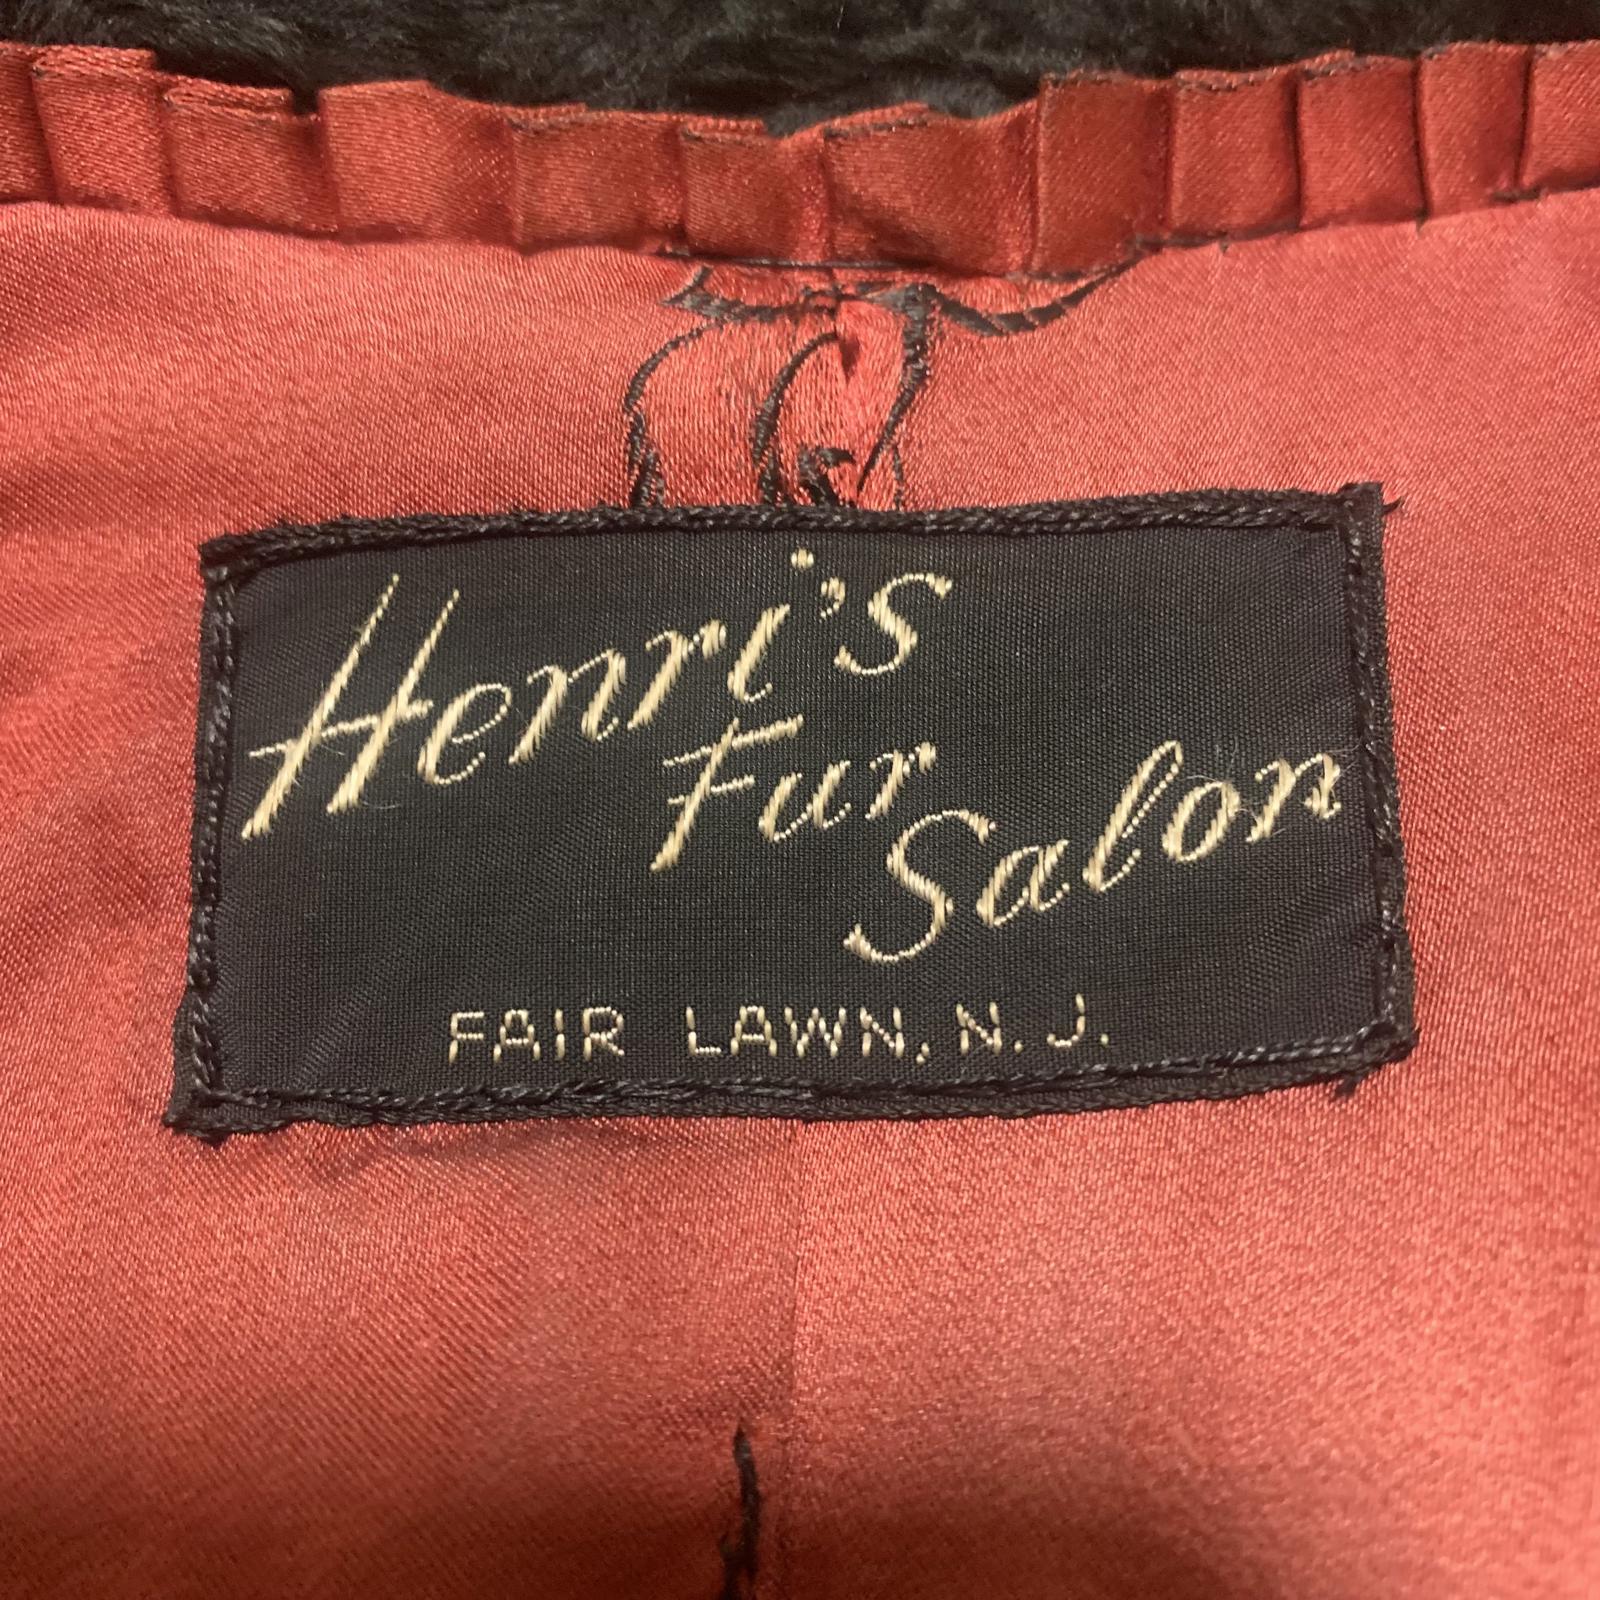 Henri's
Fur
Salon
FAIR LAWN, N. J.